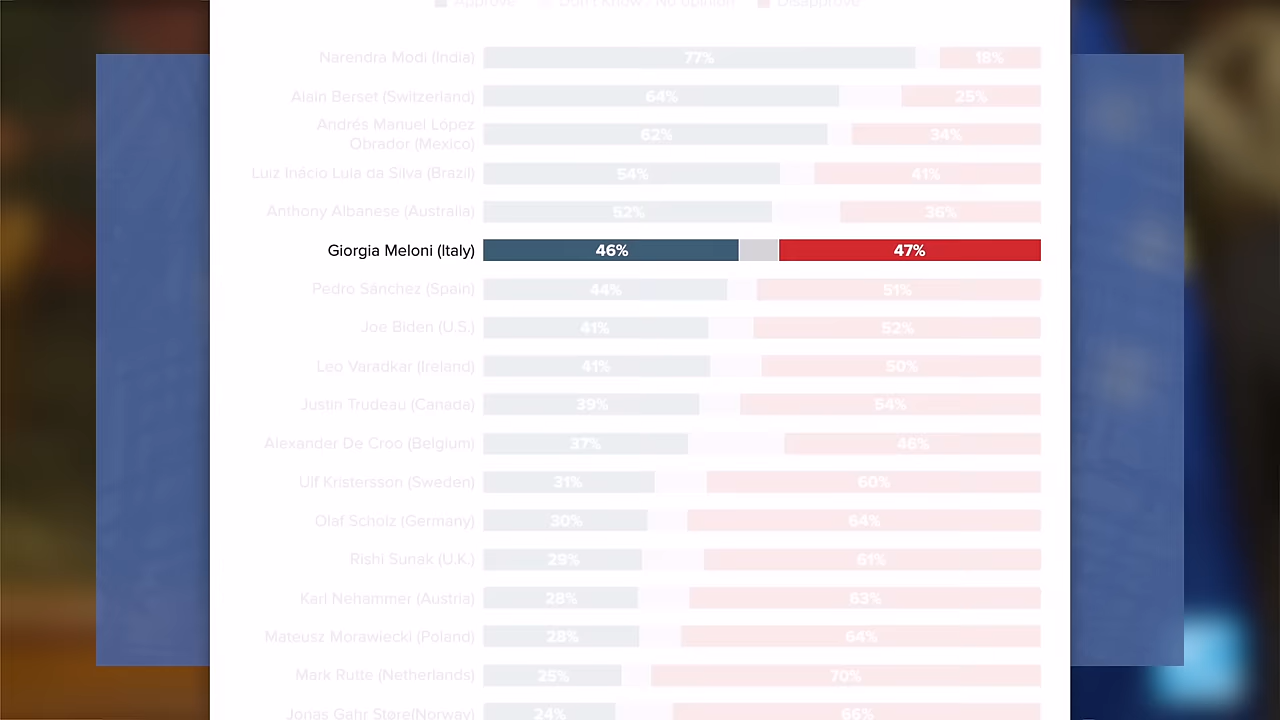 Approve Don't Know / No opinion Disapprove
Narendra Modi (India) 77% 18%
Alain Berset (Switzerland) 64% 25%
Andrés Manuel López
Obrador (Mexico) 62% 34%
Luiz Inácio Lula da Silva (Brazil) 54% 41%
Anthony Albanese (Australia) 52% 36%
Giorgia Meloni (Italy) 46% 47%
Pedro Sánchez (Spain) 44% 51%
Joe Biden (U.S.) 41% 52%
Leo Varadkar (Ireland) 41% 50%
Justin Trudeau (Canada) 39% 54%
Alexander De Croo (Belgium) 37% 46%
Ulf Kristersson (Sweden) 31% 60%
Olaf Scholz (Germany) 30% 64%
Rishi Sunak (U.K.) 29% 61%
Karl Nehammer (Austria) 28% 63%
Mateusz Morawiecki (Poland) 28% 64%
Mark Rutte (Netherlands) 25% 70%
Jonas Gahr Støre(Norway) 24% 66%